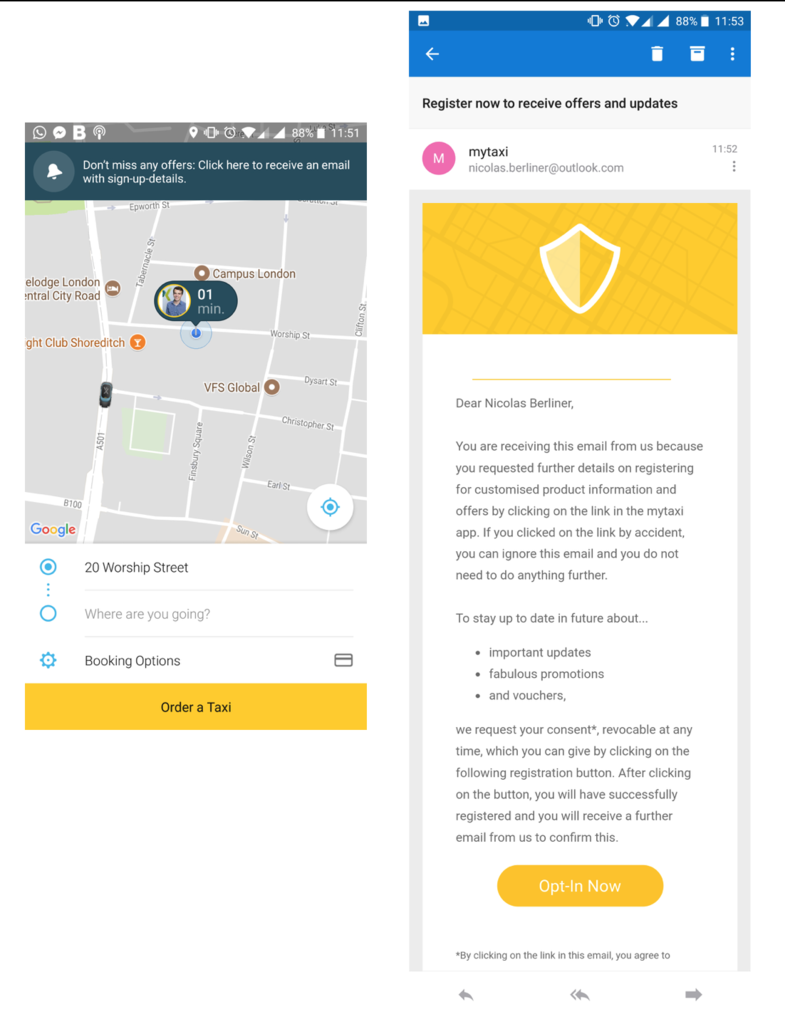 88% 11:51
Don't miss any offers: Click here to receive an email
with sign-up-details.
Epworth St
Tabernacle St
Clifton St.
Campus London
elodge London
entral City Road
01
min.
Worship St
ght Club Shoreditch
VFS Global
Dysart St
Christopher St
A501
Finsbury Square
Wilson St
Earl St
B100
Sun St
Google
20 Worship Street
Where are you going?
Booking Options
Order a Taxi
88% 11:53
Register now to receive offers and updates
M
mytaxi
11:52
nicolas.berliner@outlook.com
Dear Nicolas Berliner,
You are receiving this email from us because
you requested further details on registering
for customised product information and
offers by clicking on the link in the mytaxi
app. If you clicked on the link by accident,
you can ignore this email and you do not
need to do anything further.
To stay up to date in future about...
• important updates
• fabulous promotions
• and vouchers,
we request your consent*, revocable at any
time, which you can give by clicking on the
following registration button. After clicking
on the button, you will have successfully
registered and you will receive a further
email from us to confirm this.
Opt-In Now
*By clicking on the link in this email, you agree to